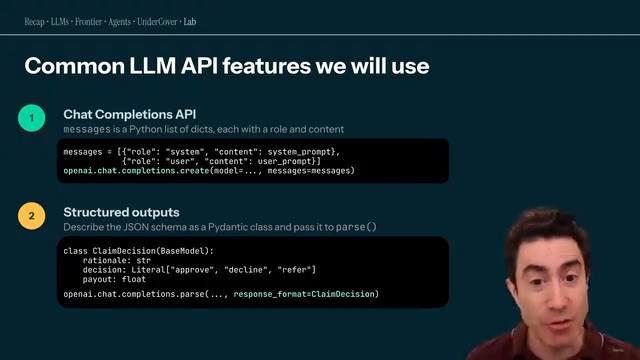 Recap • LLMs • Frontier • Agents • UnderCover • Lab
Common LLM API features we will use
1
Chat Completions API
messages is a Python list of dicts, each with a role and content
messages = [{"role": "system", "content": system_prompt},
{"role": "user", "content": user_prompt}]
openai.chat.completions.create(model=..., messages=messages)
2
Structured outputs
Describe the JSON schema as a Pydantic class and pass it to parse()
class ClaimDecision(BaseModel):
rationale: str
decision: Literal["approve", "decline", "refer"]
payout: float
openai.chat.completions.parse(..., response_format=ClaimDecision)